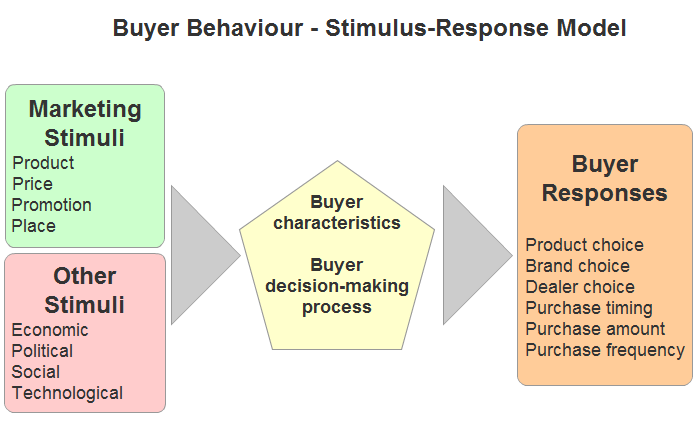 Buyer Behaviour - Stimulus-Response Model
Marketing
Stimuli
Product
Price
Promotion
Place
Other
Stimuli
Economic
Political
Social
Technological
Buyer
characteristics
Buyer
decision-making
process
Buyer
Responses
Product choice
Brand choice
Dealer choice
Purchase timing
Purchase amount
Purchase frequency